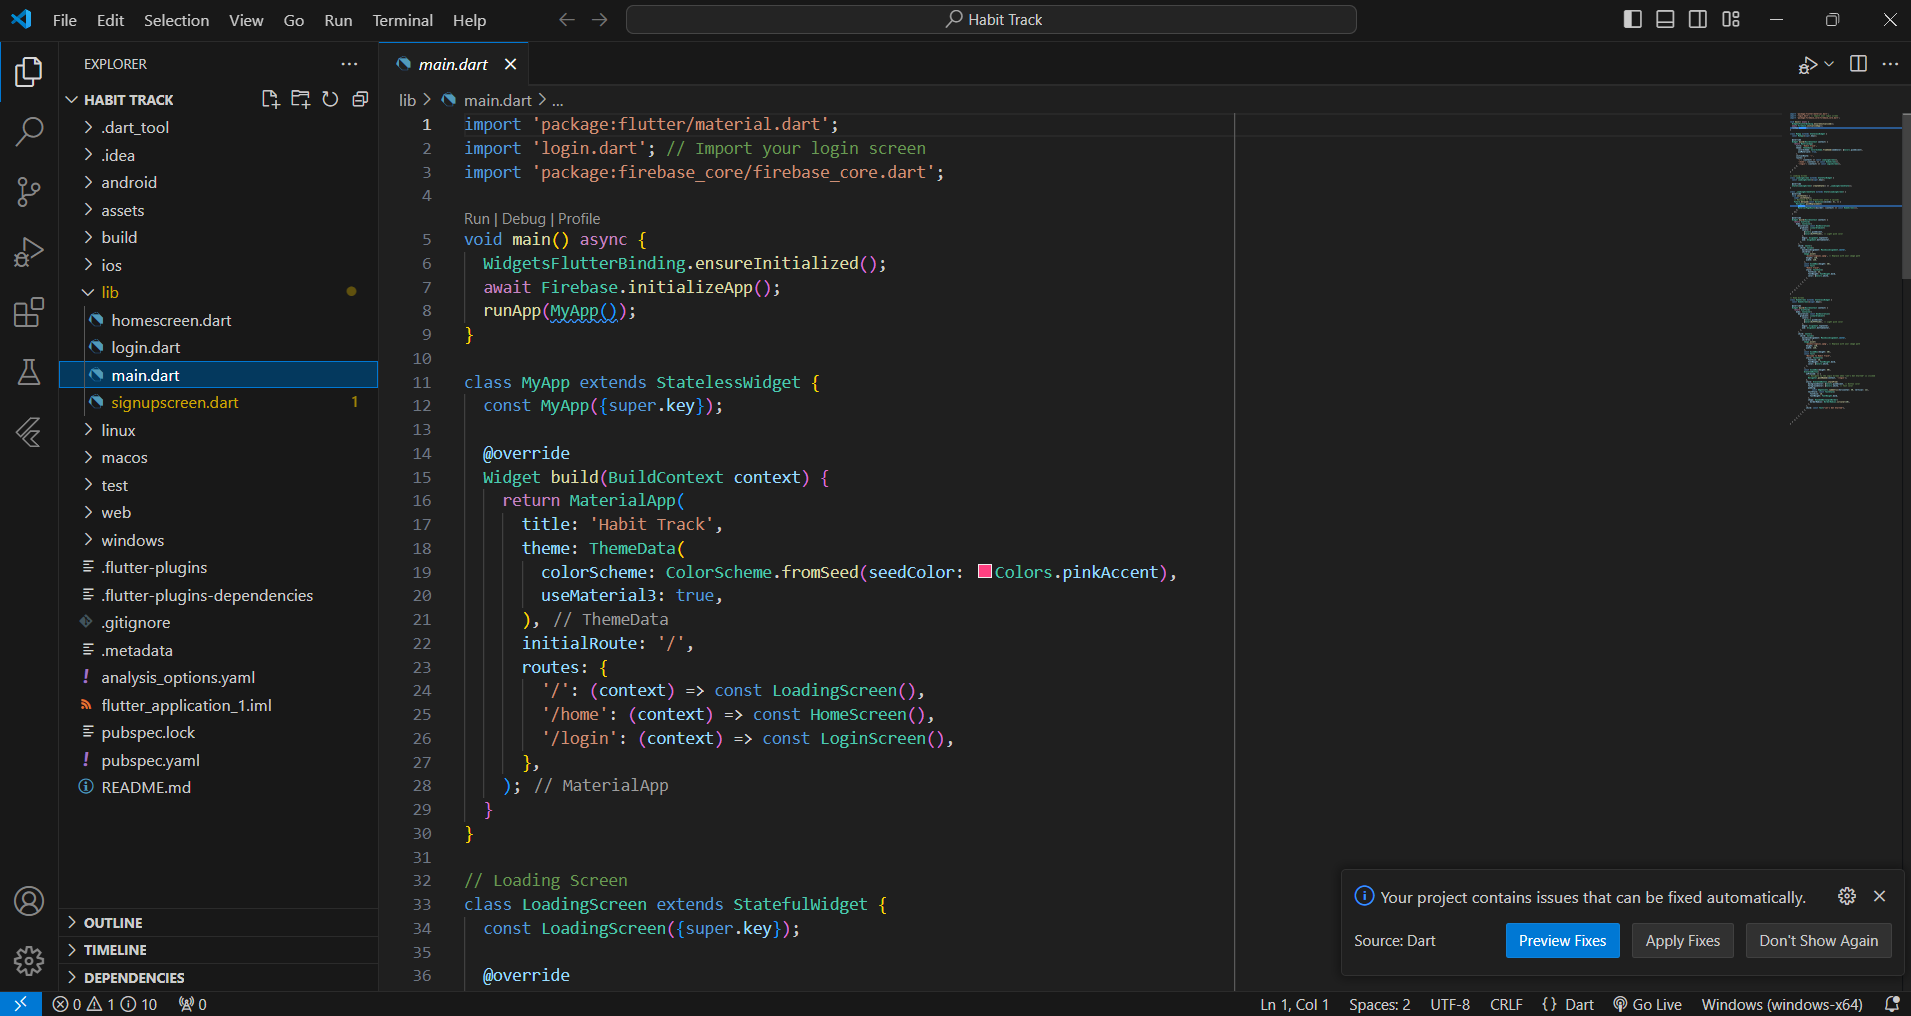 File Edit Selection View Go Run Terminal Help
Habit Track
EXPLORER
HABIT TRACK
.dart_tool
.idea
android
assets
build
ios
lib
homescreen.dart
login.dart
main.dart
signupscreen.dart 1
linux
macos
test
web
windows
.flutter-plugins
.flutter-plugins-dependencies
.gitignore
.metadata
analysis_options.yaml
flutter_application_1.iml
pubspec.lock
pubspec.yaml
README.md
OUTLINE
TIMELINE
DEPENDENCIES
main.dart
lib > main.dart > ...
1 import 'package:flutter/material.dart';
2 import 'login.dart'; // Import your login screen
3 import 'package:firebase_core/firebase_core.dart';
4
Run | Debug | Profile
5 void main() async {
6 WidgetsFlutterBinding.ensureInitialized();
7 await Firebase.initializeApp();
8 runApp(MyApp());
9 }
10
11 class MyApp extends StatelessWidget {
12 const MyApp({super.key});
13
14 @override
15 Widget build(BuildContext context) {
16 return MaterialApp(
17 title: 'Habit Track',
18 theme: ThemeData(
19 colorScheme: ColorScheme.fromSeed(seedColor: Colors.pinkAccent),
20 useMaterial3: true,
21 ), // ThemeData
22 initialRoute: '/',
23 routes: {
24 '/': (context) => const LoadingScreen(),
25 '/home': (context) => const HomeScreen(),
26 '/login': (context) => const LoginScreen(),
27 },
28 ); // MaterialApp
29 }
30 }
31
32 // Loading Screen
33 class LoadingScreen extends StatefulWidget {
34 const LoadingScreen({super.key});
35
36 @override
Your project contains issues that can be fixed automatically.
Source: Dart
Preview Fixes
Apply Fixes
Don't Show Again
0 1 10 0
Ln 1, Col 1 Spaces: 2 UTF-8 CRLF {} Dart Go Live Windows (windows-x64)